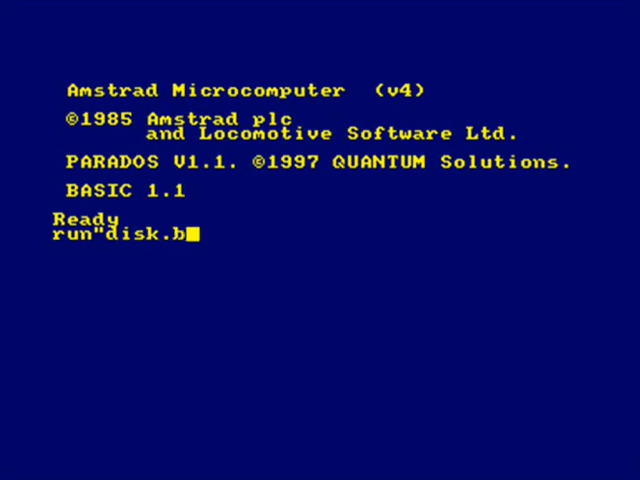 Amstrad Microcomputer (v4)
©1985 Amstrad plc
and Locomotive Software Ltd.
PARADOS V1.1. ©1997 QUANTUM Solutions.
BASIC 1.1
Ready
run"disk.b